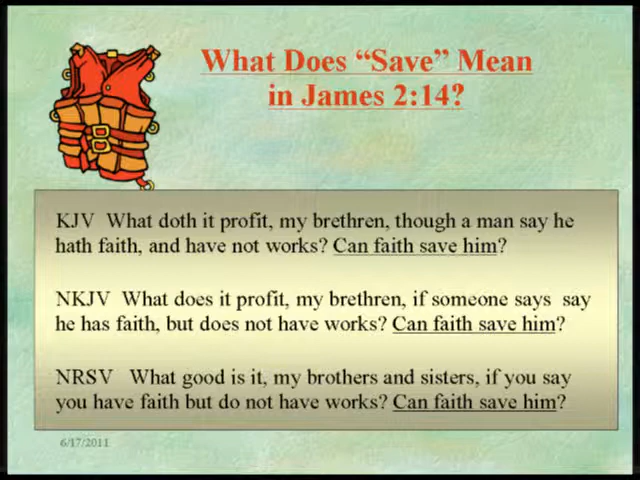 What Does “Save” Mean
in James 2:14?
KJV What doth it profit, my brethren, though a man say he
hath faith, and have not works? Can faith save him?
NKJV What does it profit, my brethren, if someone says say
he has faith, but does not have works? Can faith save him?
NRSV What good is it, my brothers and sisters, if you say
you have faith but do not have works? Can faith save him?
6/17/2011